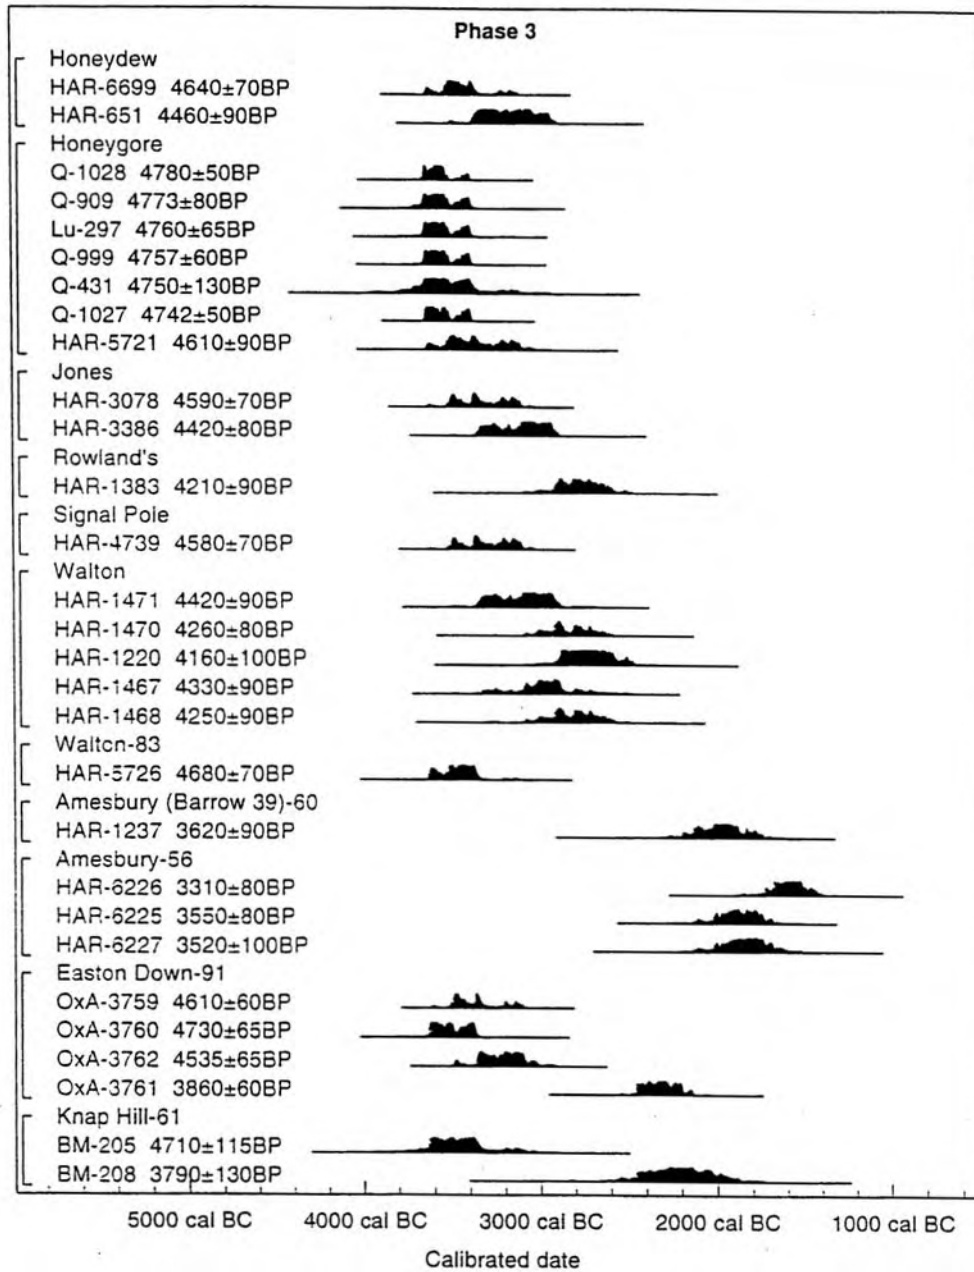 Phase 3
Honeydew
HAR-6699 4640±70BP
HAR-651 4460±90BP
Honeygore
Q-1028 4780±50BP
Q-909 4773±80BP
Lu-297 4760±65BP
Q-999 4757±60BP
Q-431 4750±130BP
Q-1027 4742±50BP
HAR-5721 4610±90BP
Jones
HAR-3078 4590±70BP
HAR-3386 4420±80BP
Rowland's
HAR-1383 4210±90BP
Signal Pole
HAR-4739 4580±70BP
Walton
HAR-1471 4420±90BP
HAR-1470 4260±80BP
HAR-1220 4160±100BP
HAR-1467 4330±90BP
HAR-1468 4250±90BP
Walton-83
HAR-5726 4680±70BP
Amesbury (Barrow 39)-60
HAR-1237 3620±90BP
Amesbury-56
HAR-6226 3310±80BP
HAR-6225 3550±80BP
HAR-6227 3520±100BP
Easton Down-91
OxA-3759 4610±60BP
OxA-3760 4730±65BP
OxA-3762 4535±65BP
OxA-3761 3860±60BP
Knap Hill-61
BM-205 4710±115BP
BM-208 3790±130BP
5000 cal BC 4000 cal BC 3000 cal BC 2000 cal BC 1000 cal BC
Calibrated date